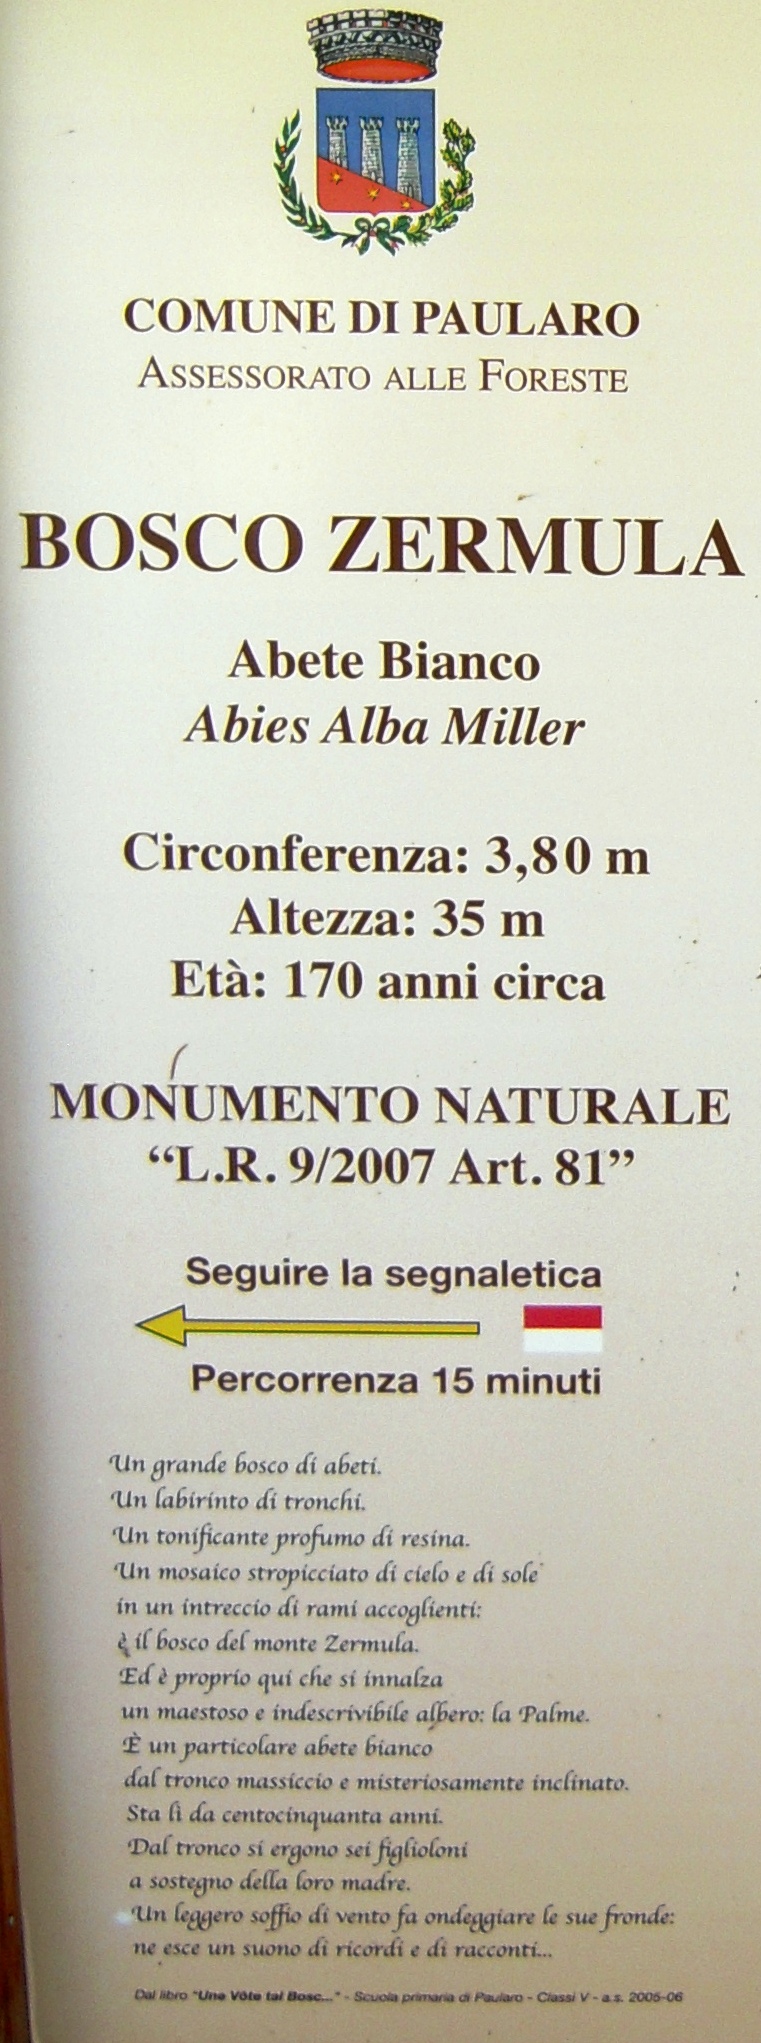 COMUNE DI PAULARO
ASSESSORATO ALLE FORESTE
BOSCO ZERMULA
Abete Bianco
Abies Alba Miller
Circonferenza: 3,80 m
Altezza: 35 m
Età: 170 anni circa
MONUMENTO NATURALE
“L.R. 9/2007 Art. 81”
Seguire la segnaletica
Percorrenza 15 minuti
Un grande bosco di abeti.
Un labirinto di tronchi.
Un tonificante profumo di resina.
Un mosaico stropicciato di cielo e di sole
in un intreccio di rami accoglienti:
è il bosco del monte Zermula.
Ed è proprio qui che si innalza
un maestoso e indescrivibile albero: la Palme.
È un particolare abete bianco
dal tronco massiccio e misteriosamente inclinato.
Sta lì da centocinquanta anni.
Dal tronco si ergono sei figlioloni
a sostegno della loro madre.
Un leggero soffio di vento fa ondeggiare le sue fronde:
ne esce un suono di ricordi e di racconti...
Dal libro "Une Vôte tal Bosc..." - Scuola primaria di Paularo - Classi V - a.s. 2005-06